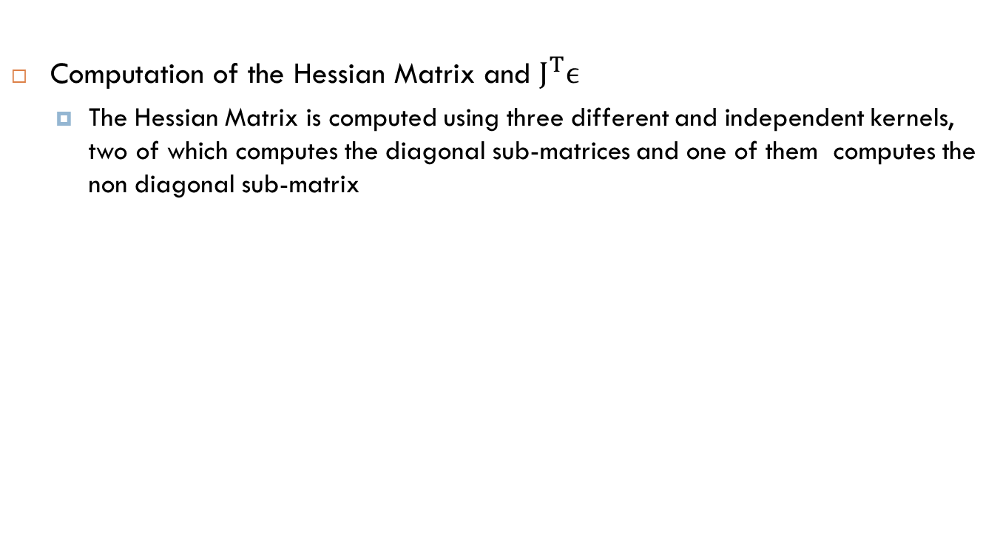 Computation of the Hessian Matrix and Jᵀϵ
The Hessian Matrix is computed using three different and independent kernels,
two of which computes the diagonal sub-matrices and one of them  computes the
non diagonal sub-matrix